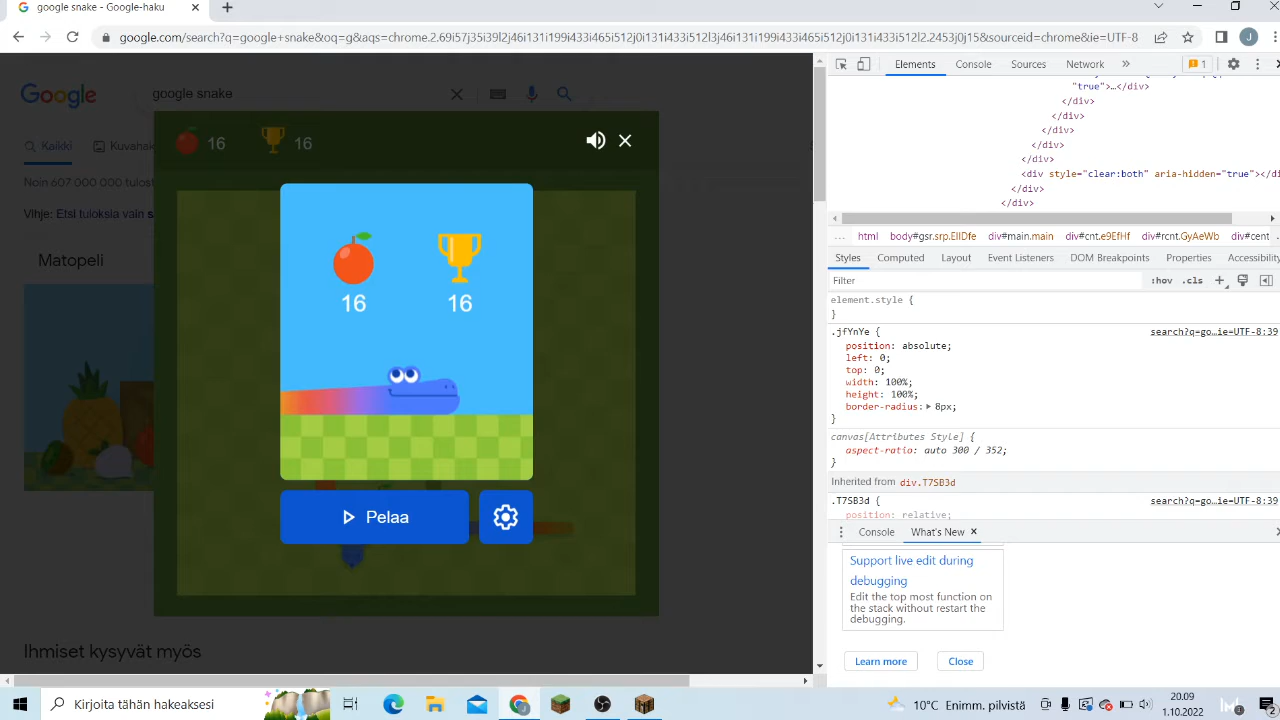 google snake - Google-haku
google.com/search?q=google+snake&oq=g&aqs=chrome.2.69i57j35i39l2j46i131i199i433i465i512j0i131i433j46i131i199i433i465i512j0i131i433i512l2.2453j0j15&sourceid=chrome&ie=UTF-8
J
Google
google snake
Kaikki
Kuvahak
Noin 607 000 000 tulost
Vihje: Etsi tuloksia vain s
16
16
Matopeli
16
16
Pelaa
Ihmiset kysyvät myös
Elements
Console
Sources
Network
1
"true">…</div>
</div>
</div>
</div>
</div>
</div>
<div style="clear:both" aria-hidden="true"></di
</div>
</div>
...
html
body#gsr.srp.EIlDfe
div#main.main
div#cnt.e9EfHf
div#rcnt.GyAeWb
div#cent
Styles
Computed
Layout
Event Listeners
DOM Breakpoints
Properties
Accessibility
Filter
:hov
.cls
element.style {
}
.jfYnYe {
search?q=go…ie=UTF-8:39
position: absolute;
left: 0;
top: 0;
width: 100%;
height: 100%;
border-radius: 8px;
}
canvas[Attributes Style] {
aspect-ratio: auto 300 / 352;
}
Inherited from div.T7SB3d
.T7SB3d {
search?q=go…ie=UTF-8:39
position: relative;
Console
What's New
Support live edit during
debugging
Edit the top most function on
the stack without restart the
debugging.
Learn more
Close
Kirjoita tähän hakeaksesi
10°C Enimm. pilvistä
20.09
1.10.2022
2